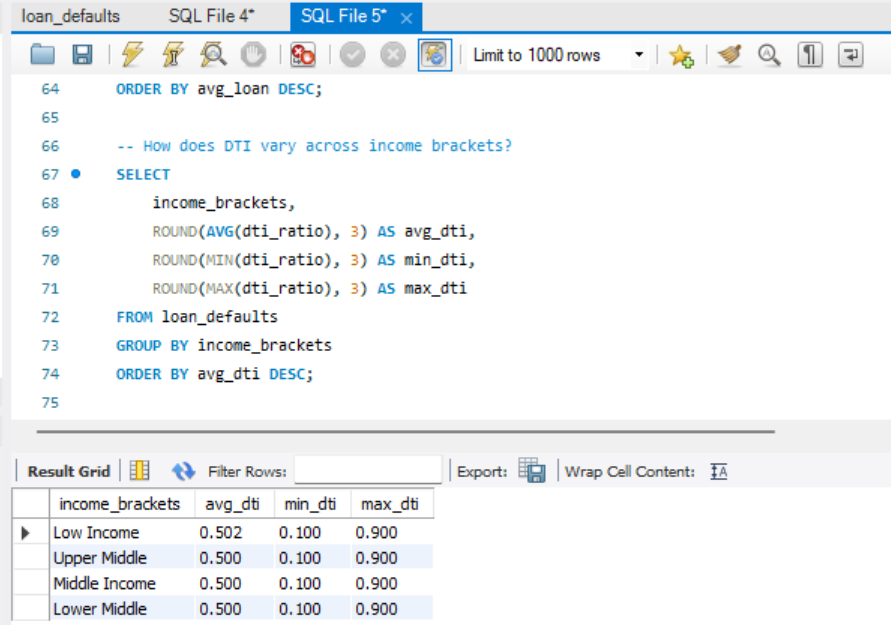 loan_defaults SQL File 4* SQL File 5* ×
Limit to 1000 rows
64 ORDER BY avg_loan DESC;
65
66 -- How does DTI vary across income brackets?
67 SELECT
68 income_brackets,
69 ROUND(AVG(dti_ratio), 3) AS avg_dti,
70 ROUND(MIN(dti_ratio), 3) AS min_dti,
71 ROUND(MAX(dti_ratio), 3) AS max_dti
72 FROM loan_defaults
73 GROUP BY income_brackets
74 ORDER BY avg_dti DESC;
75
Result Grid Filter Rows: Export: Wrap Cell Content: IA
income_brackets avg_dti min_dti max_dti
Low Income 0.502 0.100 0.900
Upper Middle 0.500 0.100 0.900
Middle Income 0.500 0.100 0.900
Lower Middle 0.500 0.100 0.900